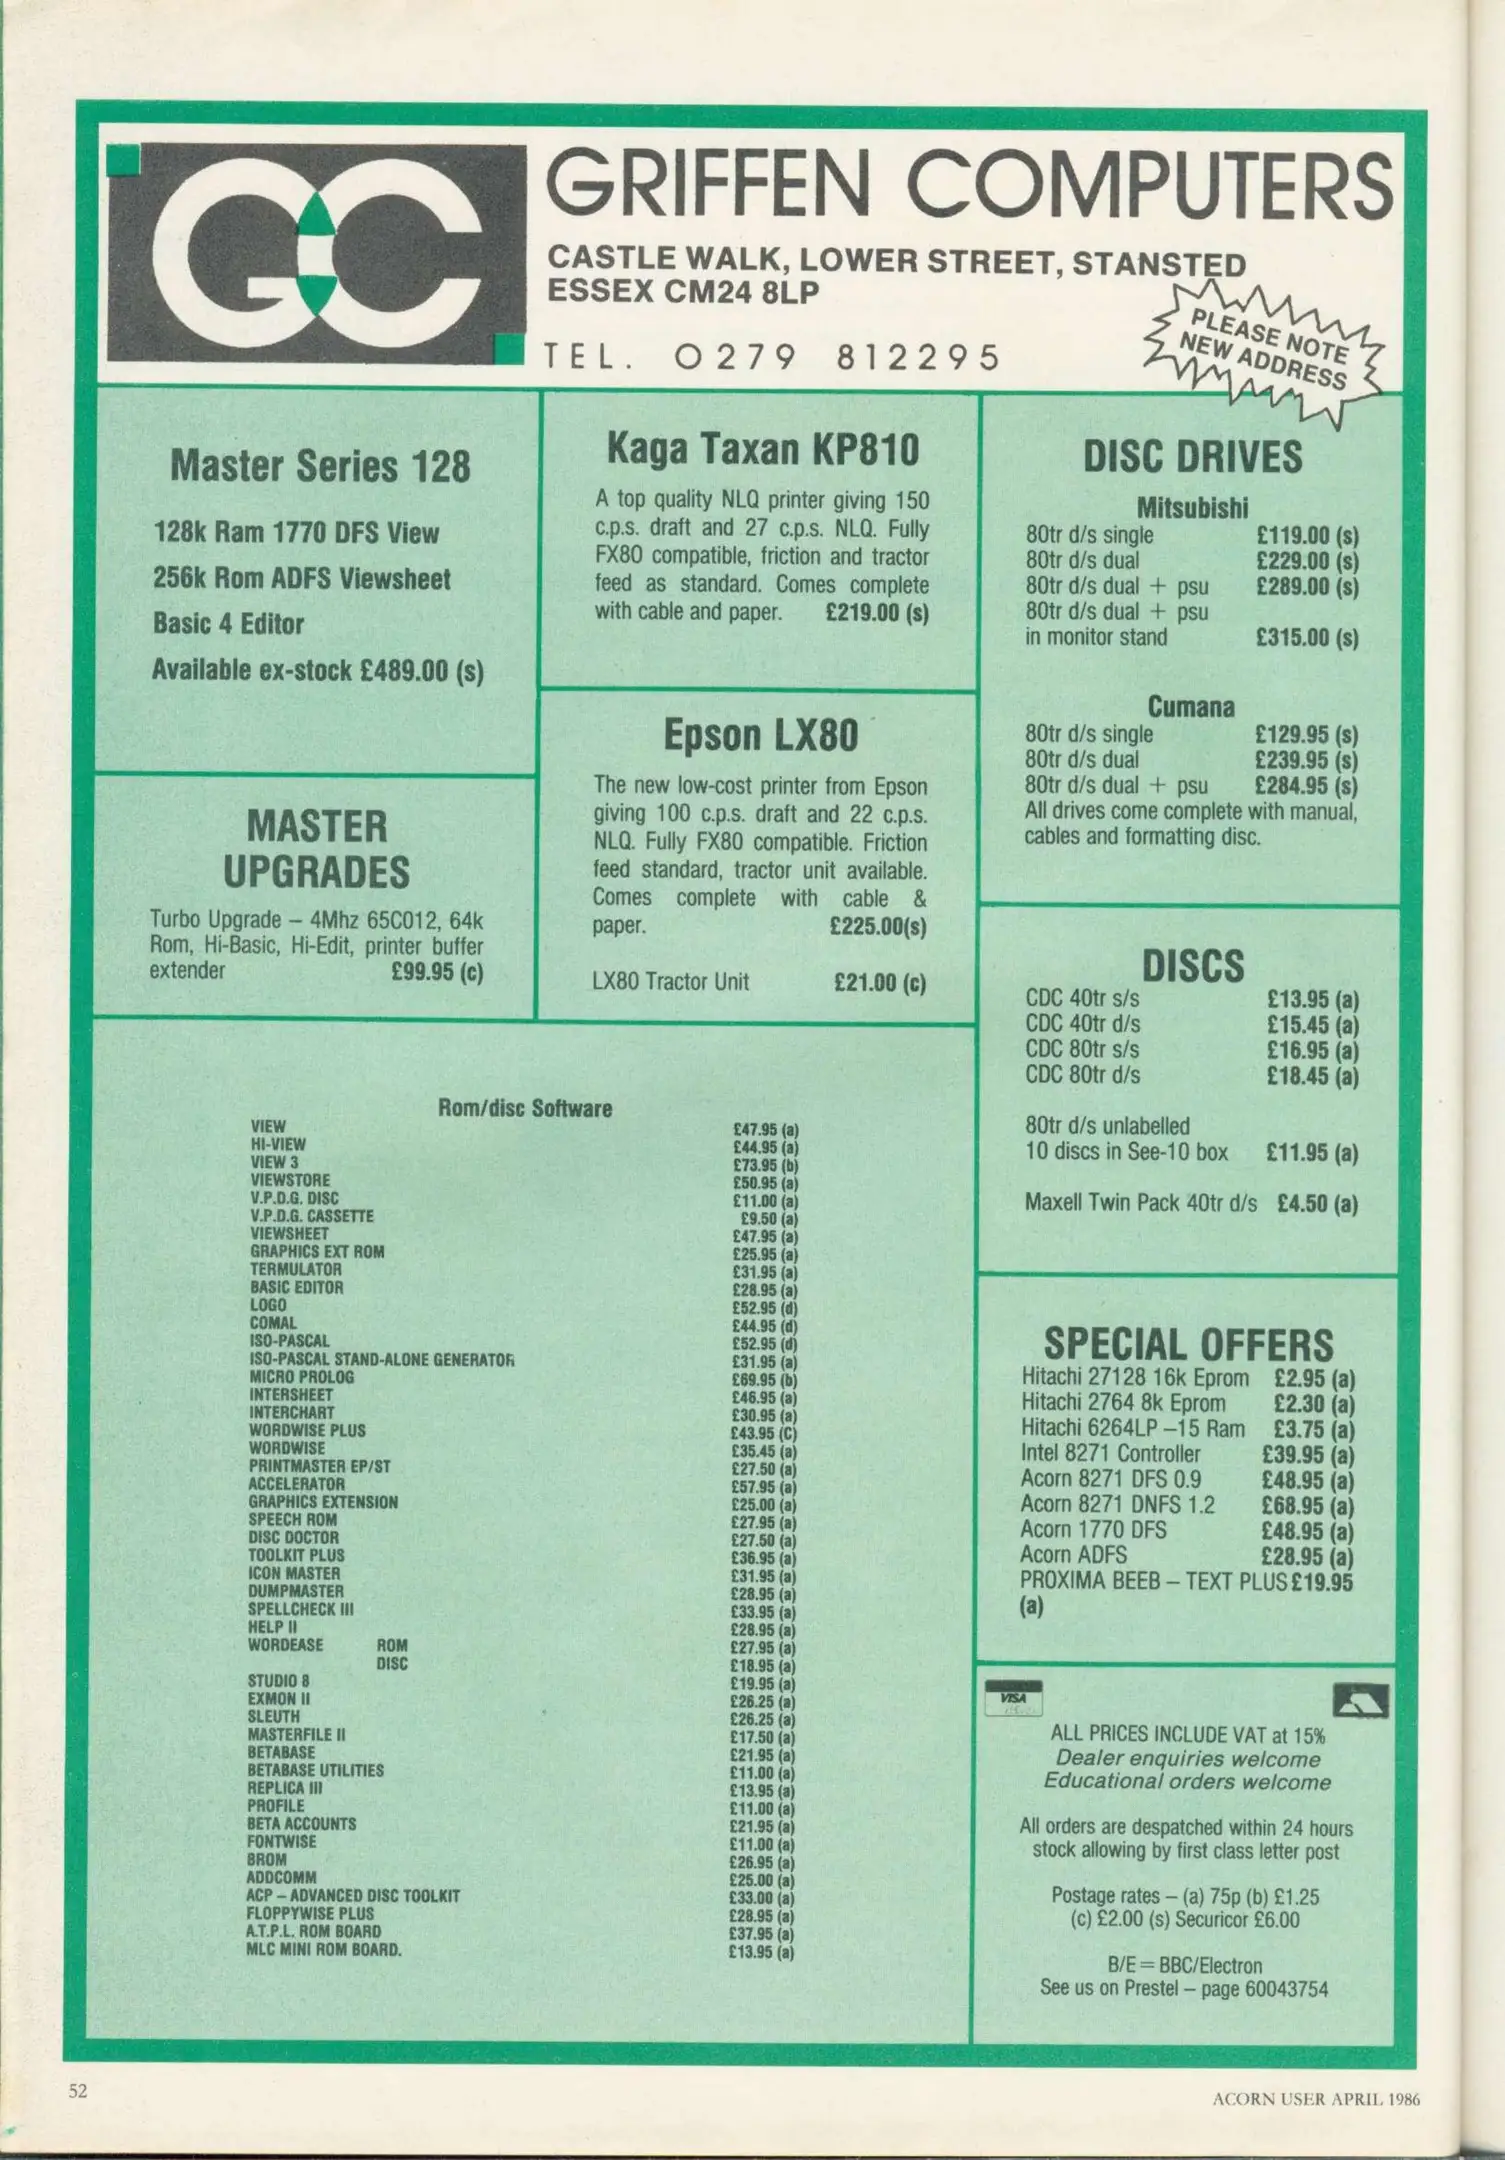 GC
GRIFFEN COMPUTERS
CASTLE WALK, LOWER STREET, STANSTED
ESSEX CM24 8LP
TEL. 0279 812295
PLEASE NOTE
NEW ADDRESS
Master Series 128
128k Ram 1770 DFS View
256k Rom ADFS Viewsheet
Basic 4 Editor
Available ex-stock £489.00 (s)
MASTER
UPGRADES
Turbo Upgrade – 4Mhz 65C012, 64k
Rom, Hi-Basic, Hi-Edit, printer buffer
extender £99.95 (c)
Kaga Taxan KP810
A top quality NLQ printer giving 150
c.p.s. draft and 27 c.p.s. NLQ. Fully
FX80 compatible, friction and tractor
feed as standard. Comes complete
with cable and paper. £219.00 (s)
Epson LX80
The new low-cost printer from Epson
giving 100 c.p.s. draft and 22 c.p.s.
NLQ. Fully FX80 compatible. Friction
feed standard, tractor unit available.
Comes complete with cable &
paper. £225.00(s)
LX80 Tractor Unit £21.00 (c)
DISC DRIVES
Mitsubishi
80tr d/s single £119.00 (s)
80tr d/s dual £229.00 (s)
80tr d/s dual + psu £289.00 (s)
80tr d/s dual + psu
in monitor stand £315.00 (s)
Cumana
80tr d/s single £129.95 (s)
80tr d/s dual £239.95 (s)
80tr d/s dual + psu £284.95 (s)
All drives come complete with manual,
cables and formatting disc.
DISCS
CDC 40tr s/s £13.95 (a)
CDC 40tr d/s £15.45 (a)
CDC 80tr s/s £16.95 (a)
CDC 80tr d/s £18.45 (a)
80tr d/s unlabelled
10 discs in See-10 box £11.95 (a)
Maxell Twin Pack 40tr d/s £4.50 (a)
Rom/disc Software
VIEW £47.95 (a)
HI-VIEW £44.95 (a)
VIEW 3 £73.95 (b)
VIEWSTORE £50.95 (a)
V.P.D.G. DISC £11.00 (a)
V.P.D.G. CASSETTE £9.50 (a)
VIEWSHEET £47.95 (a)
GRAPHICS EXT ROM £25.95 (a)
TERMULATOR £31.95 (a)
BASIC EDITOR £28.95 (a)
LOGO £52.95 (d)
COMAL £44.95 (d)
ISO-PASCAL £52.95 (d)
ISO-PASCAL STAND-ALONE GENERATOR £31.95 (a)
MICRO PROLOG £69.95 (b)
INTERSHEET £46.95 (a)
INTERCHART £30.95 (a)
WORDWISE PLUS £43.95 (C)
WORDWISE £35.45 (a)
PRINTMASTER EP/ST £27.50 (a)
ACCELERATOR £57.95 (a)
GRAPHICS EXTENSION £25.00 (a)
SPEECH ROM £27.95 (a)
DISC DOCTOR £27.50 (a)
TOOLKIT PLUS £36.95 (a)
ICON MASTER £31.95 (a)
DUMPMASTER £28.95 (a)
SPELLCHECK III £33.95 (a)
HELP II £28.95 (a)
WORDEASE ROM £27.95 (a)
DISC £18.95 (a)
STUDIO 8 £19.95 (a)
EXMON II £26.25 (a)
SLEUTH £26.25 (a)
MASTERFILE II £17.50 (a)
BETABASE £21.95 (a)
BETABASE UTILITIES £11.00 (a)
REPLICA III £13.95 (a)
PROFILE £11.00 (a)
BETA ACCOUNTS £21.95 (a)
FONTWISE £11.00 (a)
BROM £26.95 (a)
ADDCOMM £25.00 (a)
ACP – ADVANCED DISC TOOLKIT £33.00 (a)
FLOPPYWISE PLUS £28.95 (a)
A.T.P.L. ROM BOARD £37.95 (a)
MLC MINI ROM BOARD. £13.95 (a)
SPECIAL OFFERS
Hitachi 27128 16k Eprom £2.95 (a)
Hitachi 2764 8k Eprom £2.30 (a)
Hitachi 6264LP –15 Ram £3.75 (a)
Intel 8271 Controller £39.95 (a)
Acorn 8271 DFS 0.9 £48.95 (a)
Acorn 8271 DNFS 1.2 £68.95 (a)
Acorn 1770 DFS £48.95 (a)
Acorn ADFS £28.95 (a)
PROXIMA BEEB – TEXT PLUS £19.95
(a)
VISA
ALL PRICES INCLUDE VAT at 15%
Dealer enquiries welcome
Educational orders welcome
All orders are despatched within 24 hours
stock allowing by first class letter post
Postage rates – (a) 75p (b) £1.25
(c) £2.00 (s) Securicor £6.00
B/E = BBC/Electron
See us on Prestel – page 60043754
52
ACORN USER APRIL 1986